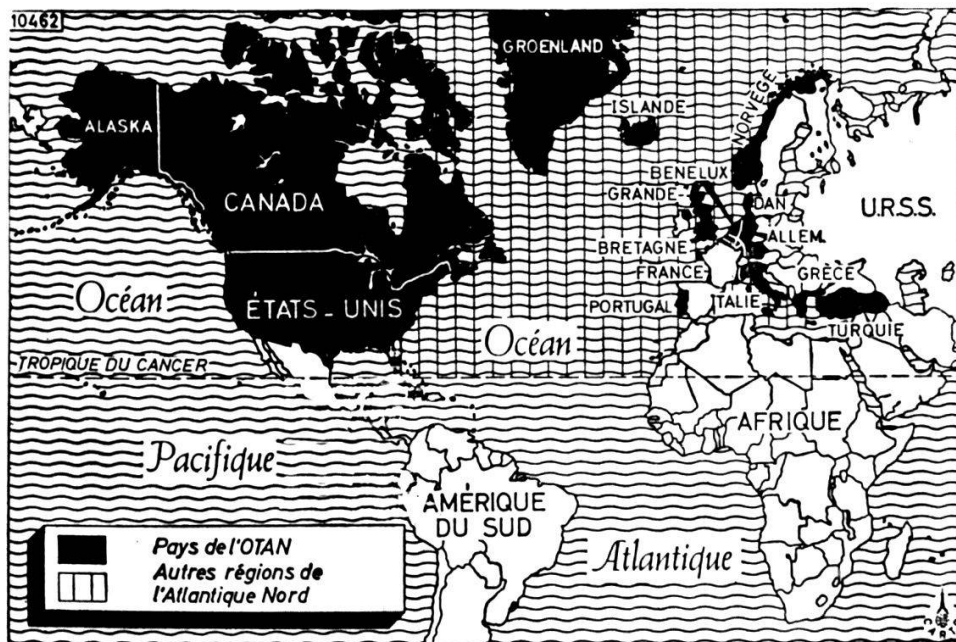 10462
GROENLAND
ALASKA
ISLANDE
NORVÈGE
CANADA
BENELUX
GRANDE-
BRETAGNE
DAN
ALLEM.
U.R.S.S.
FRANCE
GRÈCE
Océan
ÉTATS-UNIS
PORTUGAL
ITALIE
TURQUIE
Océan
TROPIQUE DU CANCER
AFRIQUE
Pacifique
AMÉRIQUE
DU SUD
Atlantique
Pays de l'OTAN
Autres régions de
l'Atlantique Nord